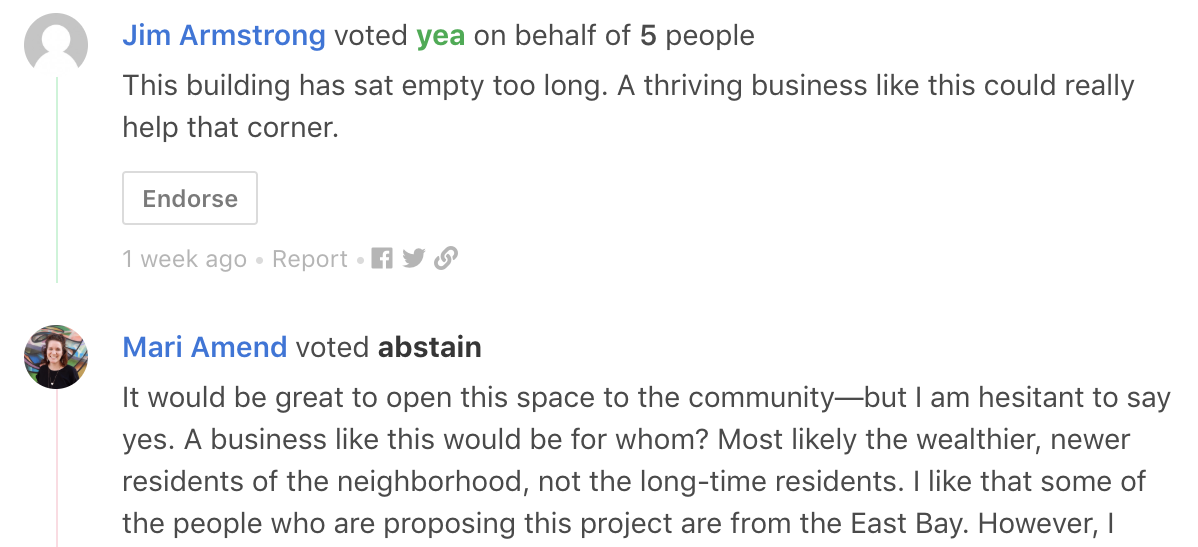 Jim Armstrong voted yea on behalf of 5 people
This building has sat empty too long. A thriving business like this could really
help that corner.
Endorse
1 week ago • Report •
Mari Amend voted abstain
It would be great to open this space to the community—but I am hesitant to say
yes. A business like this would be for whom? Most likely the wealthier, newer
residents of the neighborhood, not the long-time residents. I like that some of
the people who are proposing this project are from the East Bay. However, I